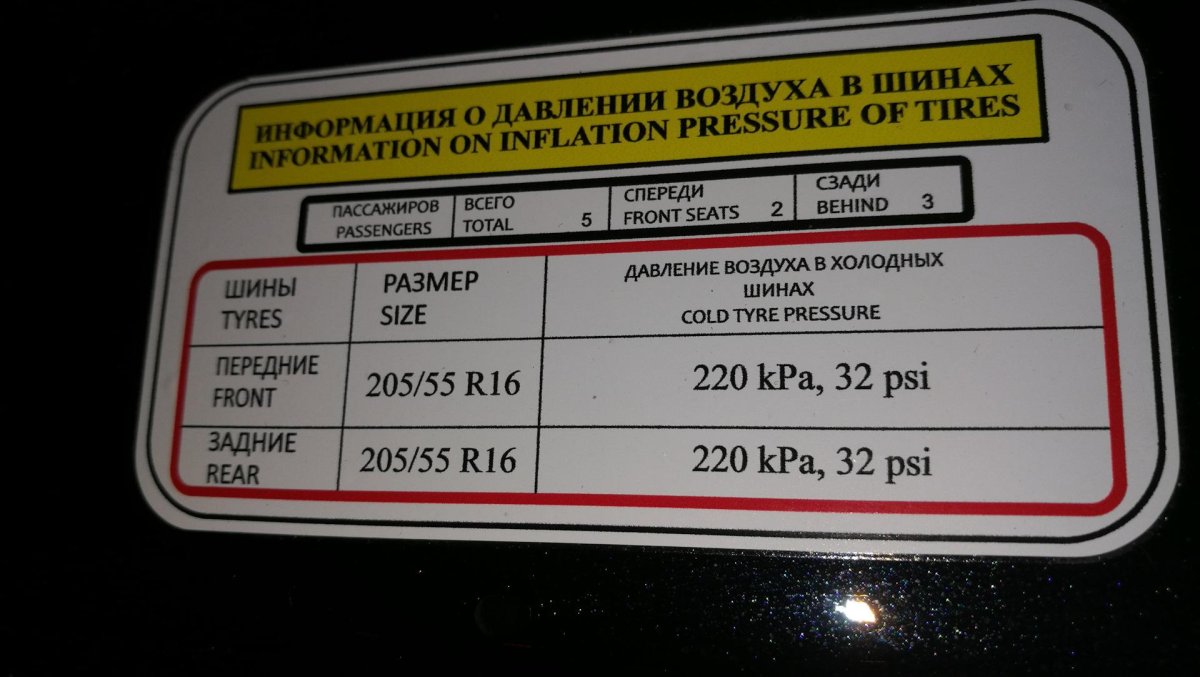 ИНФОРМАЦИЯ О ДАВЛЕНИИ ВОЗДУХА В ШИНАХ
INFORMATION ON INFLATION PRESSURE OF TIRES
ПАССАЖИРОВ
PASSENGERS
ВСЕГО
TOTAL 5
СПЕРЕДИ
FRONT SEATS 2
СЗАДИ
BEHIND 3
ШИНЫ
TYRES
РАЗМЕР
SIZE
ДАВЛЕНИЕ ВОЗДУХА В ХОЛОДНЫХ
ШИНАХ
COLD TYRE PRESSURE
ПЕРЕДНИЕ
FRONT
205/55 R16
220 kPa, 32 psi
ЗАДНИЕ
REAR
205/55 R16
220 kPa, 32 psi